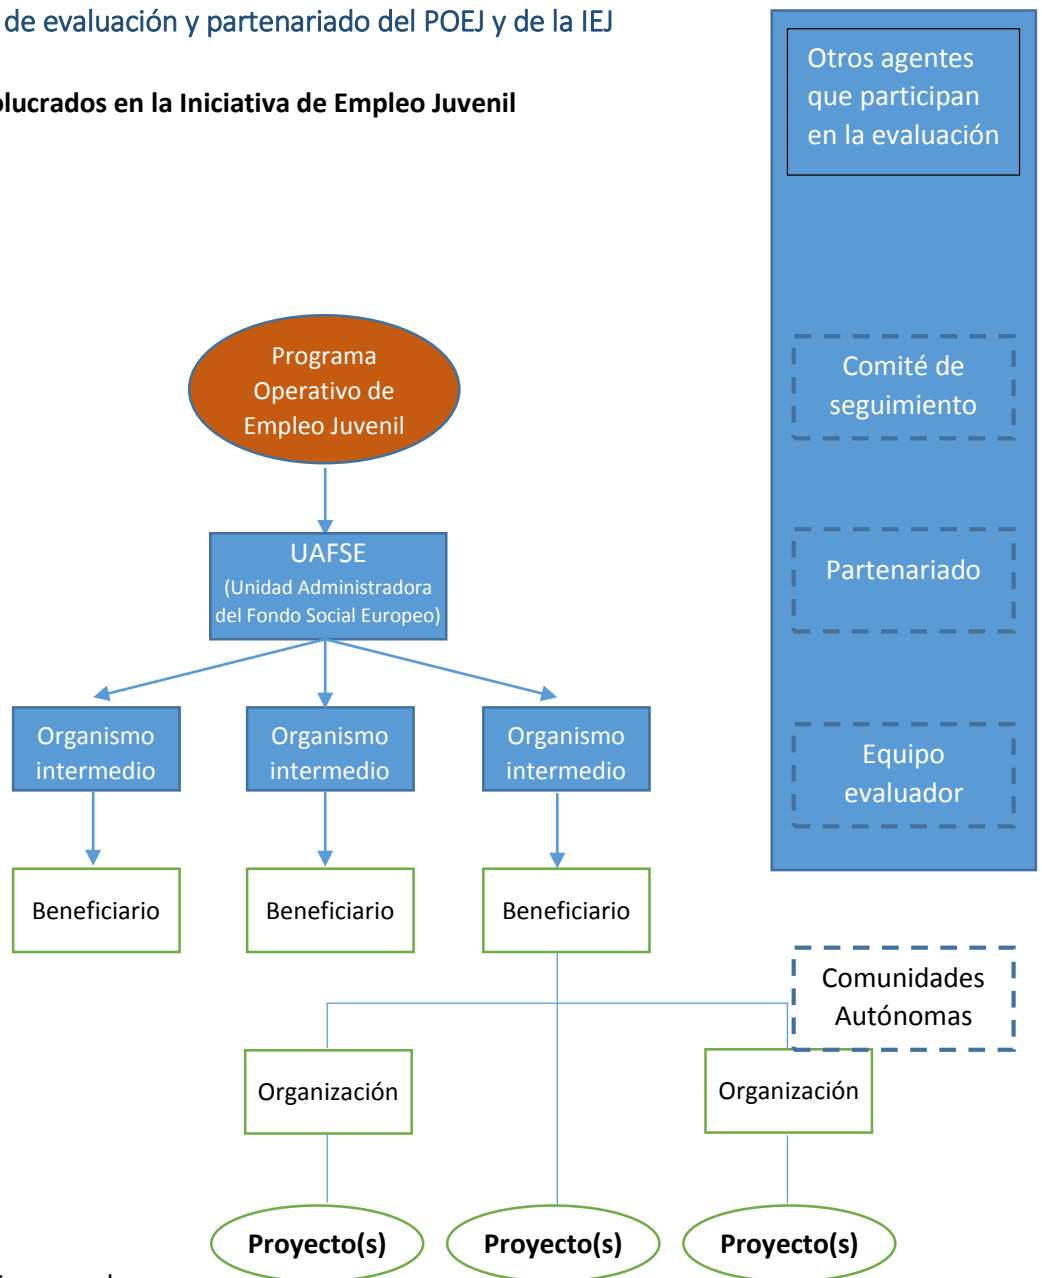 de evaluación y partenariado del POEJ y de la IEJ
olucrados en la Iniciativa de Empleo Juvenil
Otros agentes
que participan
en la evaluación
Programa
Operativo de
Empleo Juvenil
Comité de
seguimiento
UAFSE
(Unidad Administradora
del Fondo Social Europeo)
Partenariado
Organismo
intermedio
Organismo
intermedio
Organismo
intermedio
Equipo
evaluador
Beneficiario
Beneficiario
Beneficiario
Comunidades
Autónomas
Organización
Organización
Proyecto(s)
Proyecto(s)
Proyecto(s)